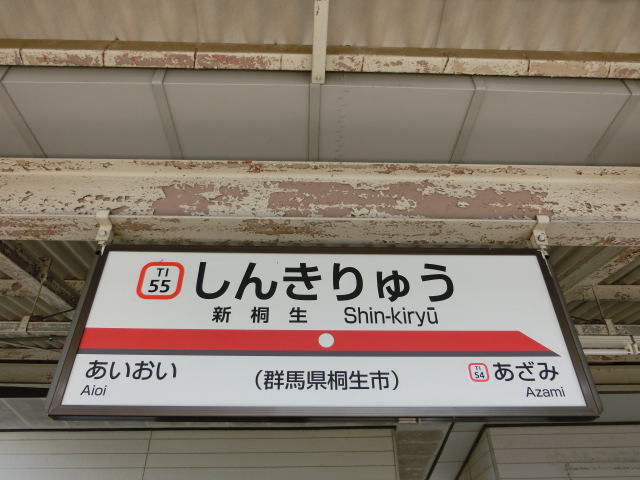 TI
55
しんきりゅう
新桐生 Shin-kiryū
あいおい
Aioi
(群馬県桐生市)
TI
54
あざみ
Azami